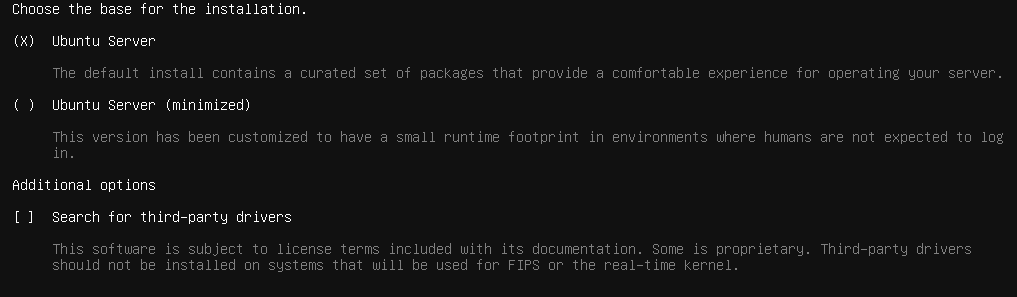 Choose the base for the installation.
(X) Ubuntu Server
The default install contains a curated set of packages that provide a comfortable experience for operating your server.
( ) Ubuntu Server (minimized)
This version has been customized to have a small runtime footprint in environments where humans are not expected to log
in.
Additional options
[ ] Search for third-party drivers
This software is subject to license terms included with its documentation. Some is proprietary. Third-party drivers
should not be installed on systems that will be used for FIPS or the real-time kernel.